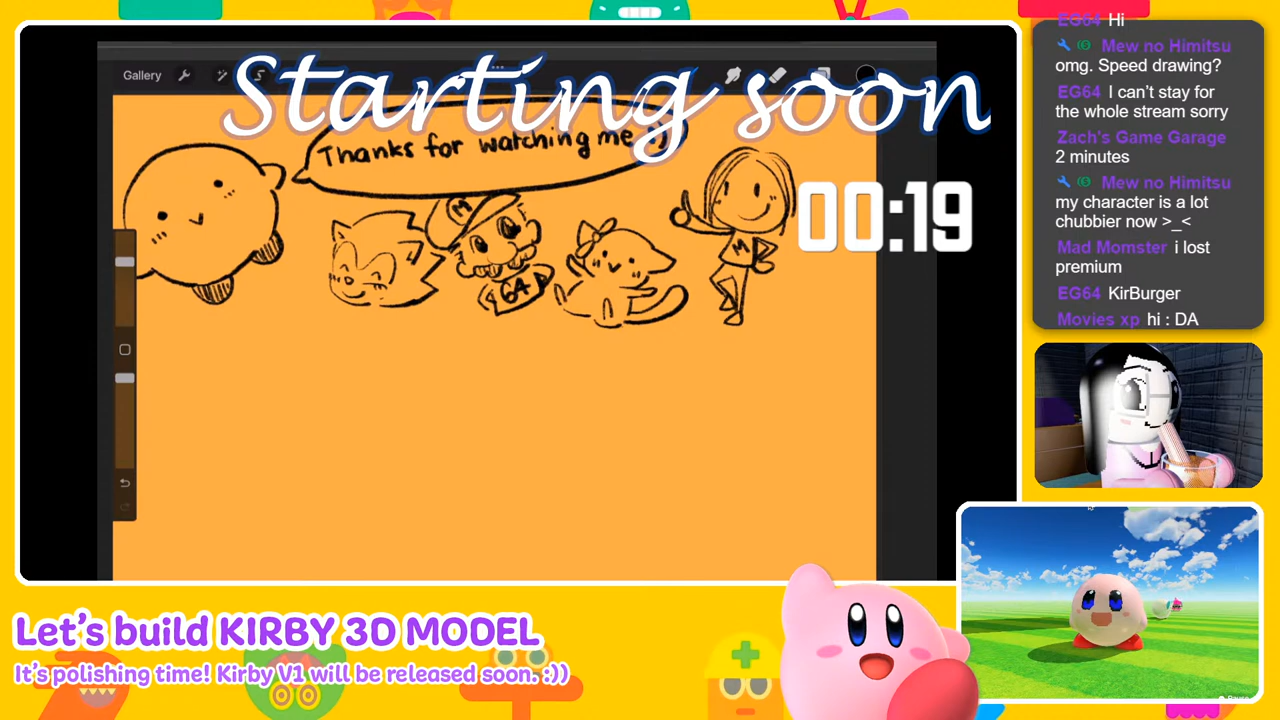 Starting soon
00:19
Gallery
Thanks for watching me :)
M
64
M
EG64 Hi
Mew no Himitsu
omg. Speed drawing?
EG64 I can't stay for
the whole stream sorry
Zach's Game Garage
2 minutes
Mew no Himitsu
my character is a lot
chubbier now >_<
Mad Momster i lost
premium
EG64 KirBurger
Movies xp hi : DA
Let's build KIRBY 3D MODEL
It's polishing time! Kirby V1 will be released soon. :))